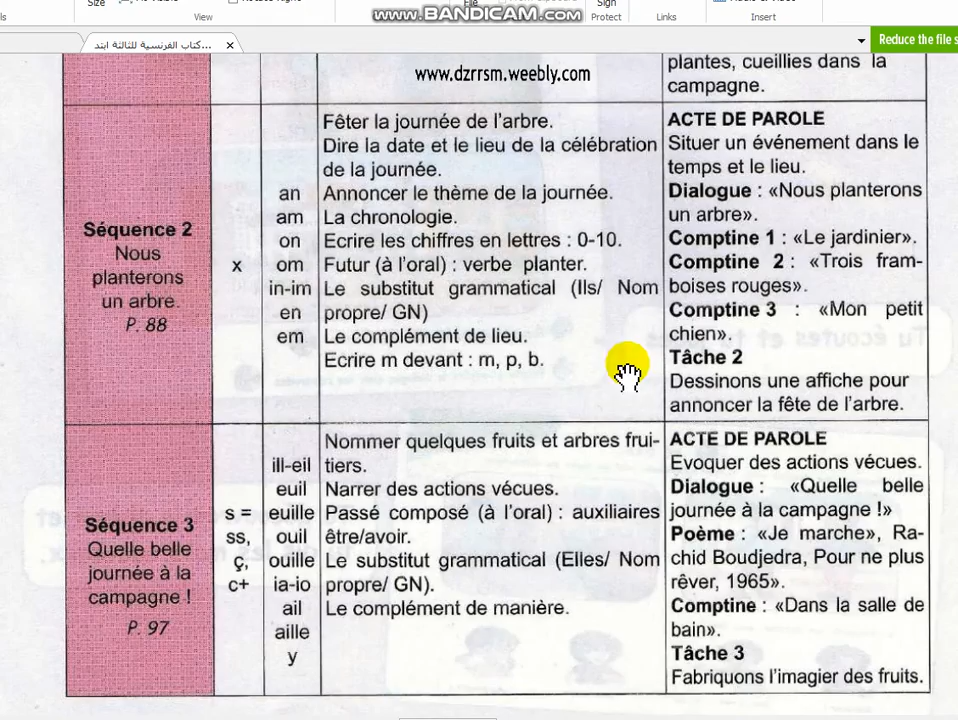 Size
View
www.BANDICAM.com
File
Sign
Protect
Links
Insert
كتاب الفرنسية للثالثة ابتد...
Reduce the file s
www.dzrrsm.weebly.com
plantes, cueillies dans la
campagne.
Séquence 2
Nous
planterons
un arbre.
P. 88
x
an
am
on
om
in-im
en
em
Fêter la journée de l'arbre.
Dire la date et le lieu de la célébration
de la journée.
Annoncer le thème de la journée.
La chronologie.
Ecrire les chiffres en lettres : 0-10.
Futur (à l'oral) : verbe planter.
Le substitut grammatical (Ils/ Nom
propre/ GN)
Le complément de lieu.
Ecrire m devant : m, p, b.
ACTE DE PAROLE
Situer un événement dans le
temps et le lieu.
Dialogue : «Nous planterons
un arbre».
Comptine 1 : «Le jardinier».
Comptine 2 : «Trois fram-
boises rouges».
Comptine 3 : «Mon petit
chien».
Tâche 2
Dessinons une affiche pour
annoncer la fête de l'arbre.
Séquence 3
Quelle belle
journée à la
campagne !
P. 97
s =
ss,
ç,
c+
ill-eil
euil
euille
ouil
ouille
ia-io
ail
aille
y
Nommer quelques fruits et arbres frui-
tiers.
Narrer des actions vécues.
Passé composé (à l'oral) : auxiliaires
être/avoir.
Le substitut grammatical (Elles/ Nom
propre/ GN).
Le complément de manière.
ACTE DE PAROLE
Evoquer des actions vécues.
Dialogue : «Quelle belle
journée à la campagne !»
Poème : «Je marche», Ra-
chid Boudjedra, Pour ne plus
rêver, 1965».
Comptine : «Dans la salle de
bain».
Tâche 3
Fabriquons l'imagier des fruits.